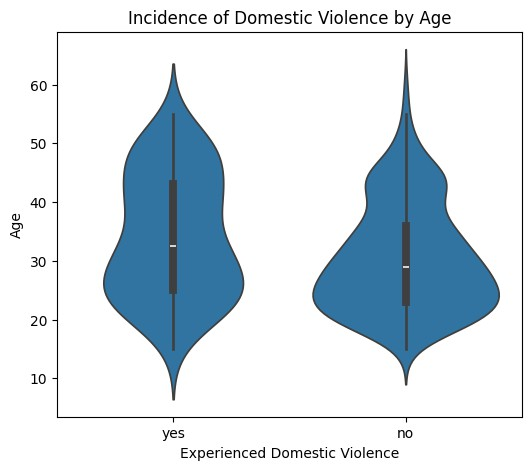 Incidence of Domestic Violence by Age
60
50
40
30
20
10
Age
yes no
Experienced Domestic Violence